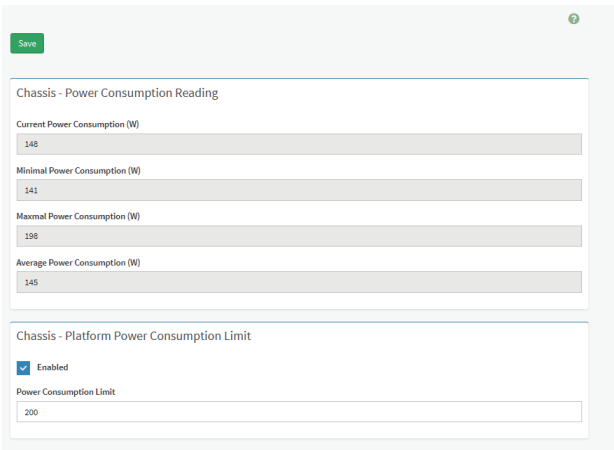 Save
Chassis - Power Consumption Reading
Current Power Consumption (W)
148
Minimal Power Consumption (W)
141
Maxmal Power Consumption (W)
198
Average Power Consumption (W)
145
Chassis - Platform Power Consumption Limit
Enabled
Power Consumption Limit
200